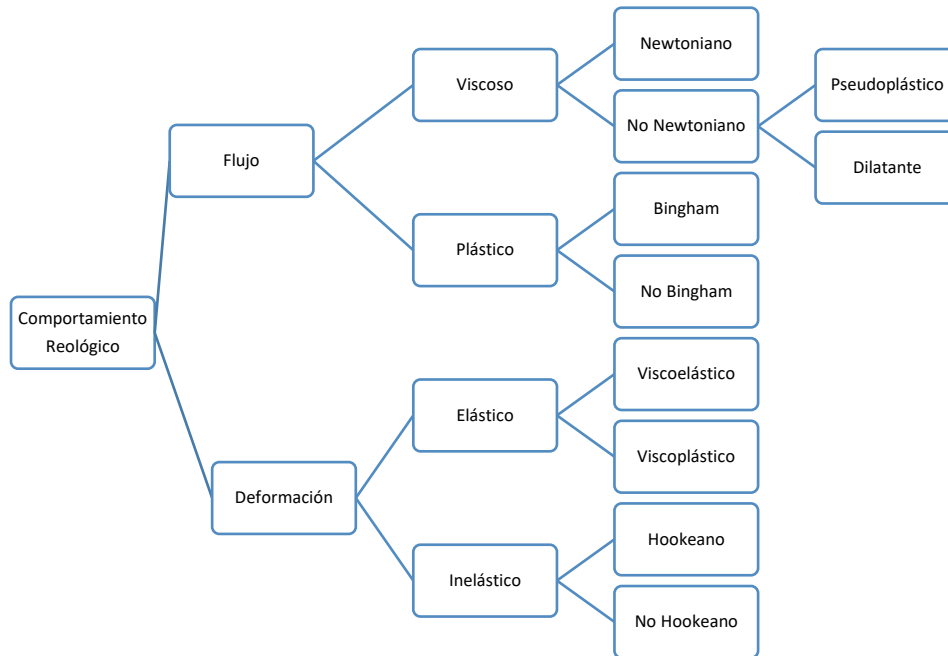 Comportamiento
Reológico
Flujo
Viscoso
Newtoniano
No Newtoniano
Pseudoplástico
Dilatante
Plástico
Bingham
No Bingham
Deformación
Elástico
Viscoelástico
Viscoplástico
Inelástico
Hookeano
No Hookeano